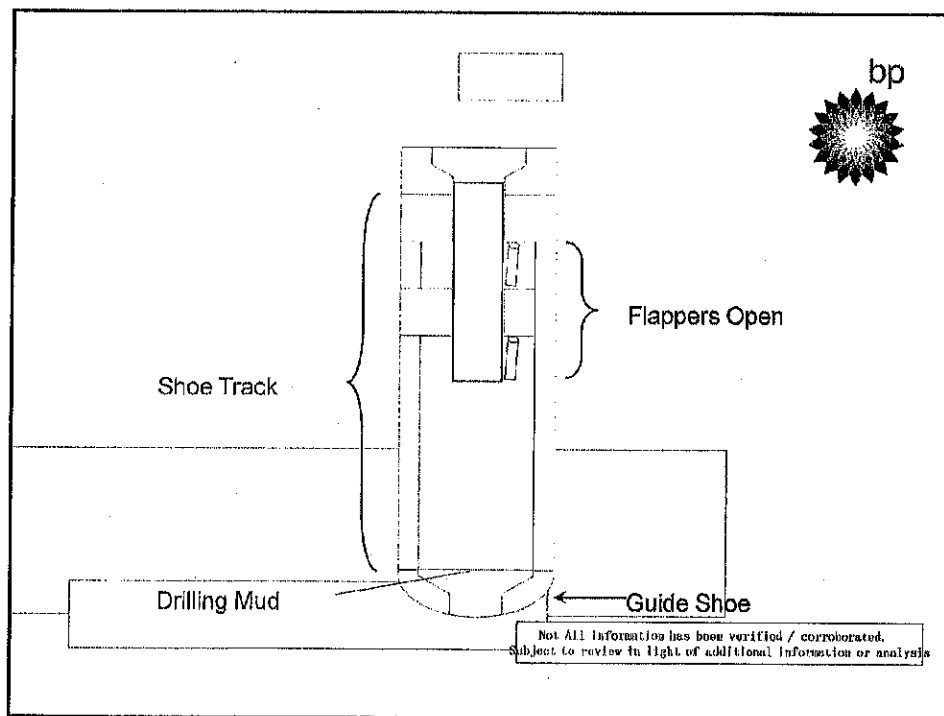 bp
Flappers Open
Shoe Track
Drilling Mud
Guide Shoe
Not All information has been verified / corroborated.
Subject to review in light of additional information or analysis